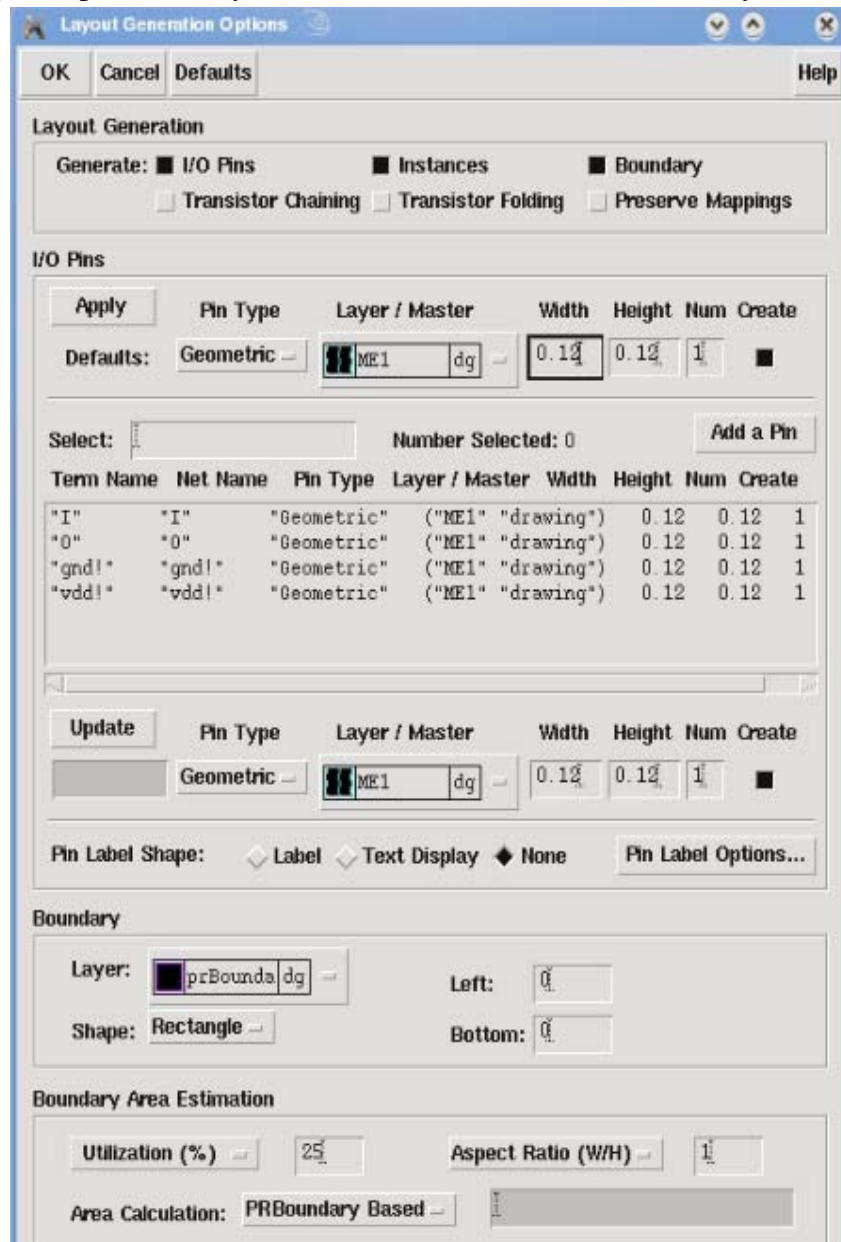 Layout Generation Options
OK Cancel Defaults Help
Layout Generation
Generate: I/O Pins Instances Boundary
Transistor Chaining Transistor Folding Preserve Mappings
I/O Pins
Apply Pin Type Layer / Master Width Height Num Create
Defaults: Geometric ME1 dg 0.12 0.12 1
Select: Number Selected: 0 Add a Pin
Term Name Net Name Pin Type Layer / Master Width Height Num Create
"I" "I" "Geometric" ("ME1" "drawing") 0.12 0.12 1
"O" "O" "Geometric" ("ME1" "drawing") 0.12 0.12 1
"gnd!" "gnd!" "Geometric" ("ME1" "drawing") 0.12 0.12 1
"vdd!" "vdd!" "Geometric" ("ME1" "drawing") 0.12 0.12 1
Update Pin Type Layer / Master Width Height Num Create
Geometric ME1 dg 0.12 0.12 1
Pin Label Shape: Label Text Display None Pin Label Options...
Boundary
Layer: prBounda dg Left: 0
Shape: Rectangle Bottom: 0
Boundary Area Estimation
Utilization (%) 25 Aspect Ratio (W/H) 1
Area Calculation: PRBoundary Based